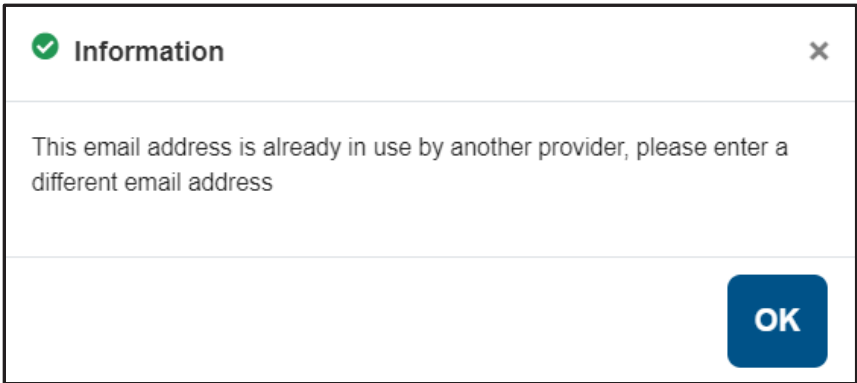 Information
This email address is already in use by another provider, please enter a
different email address
OK